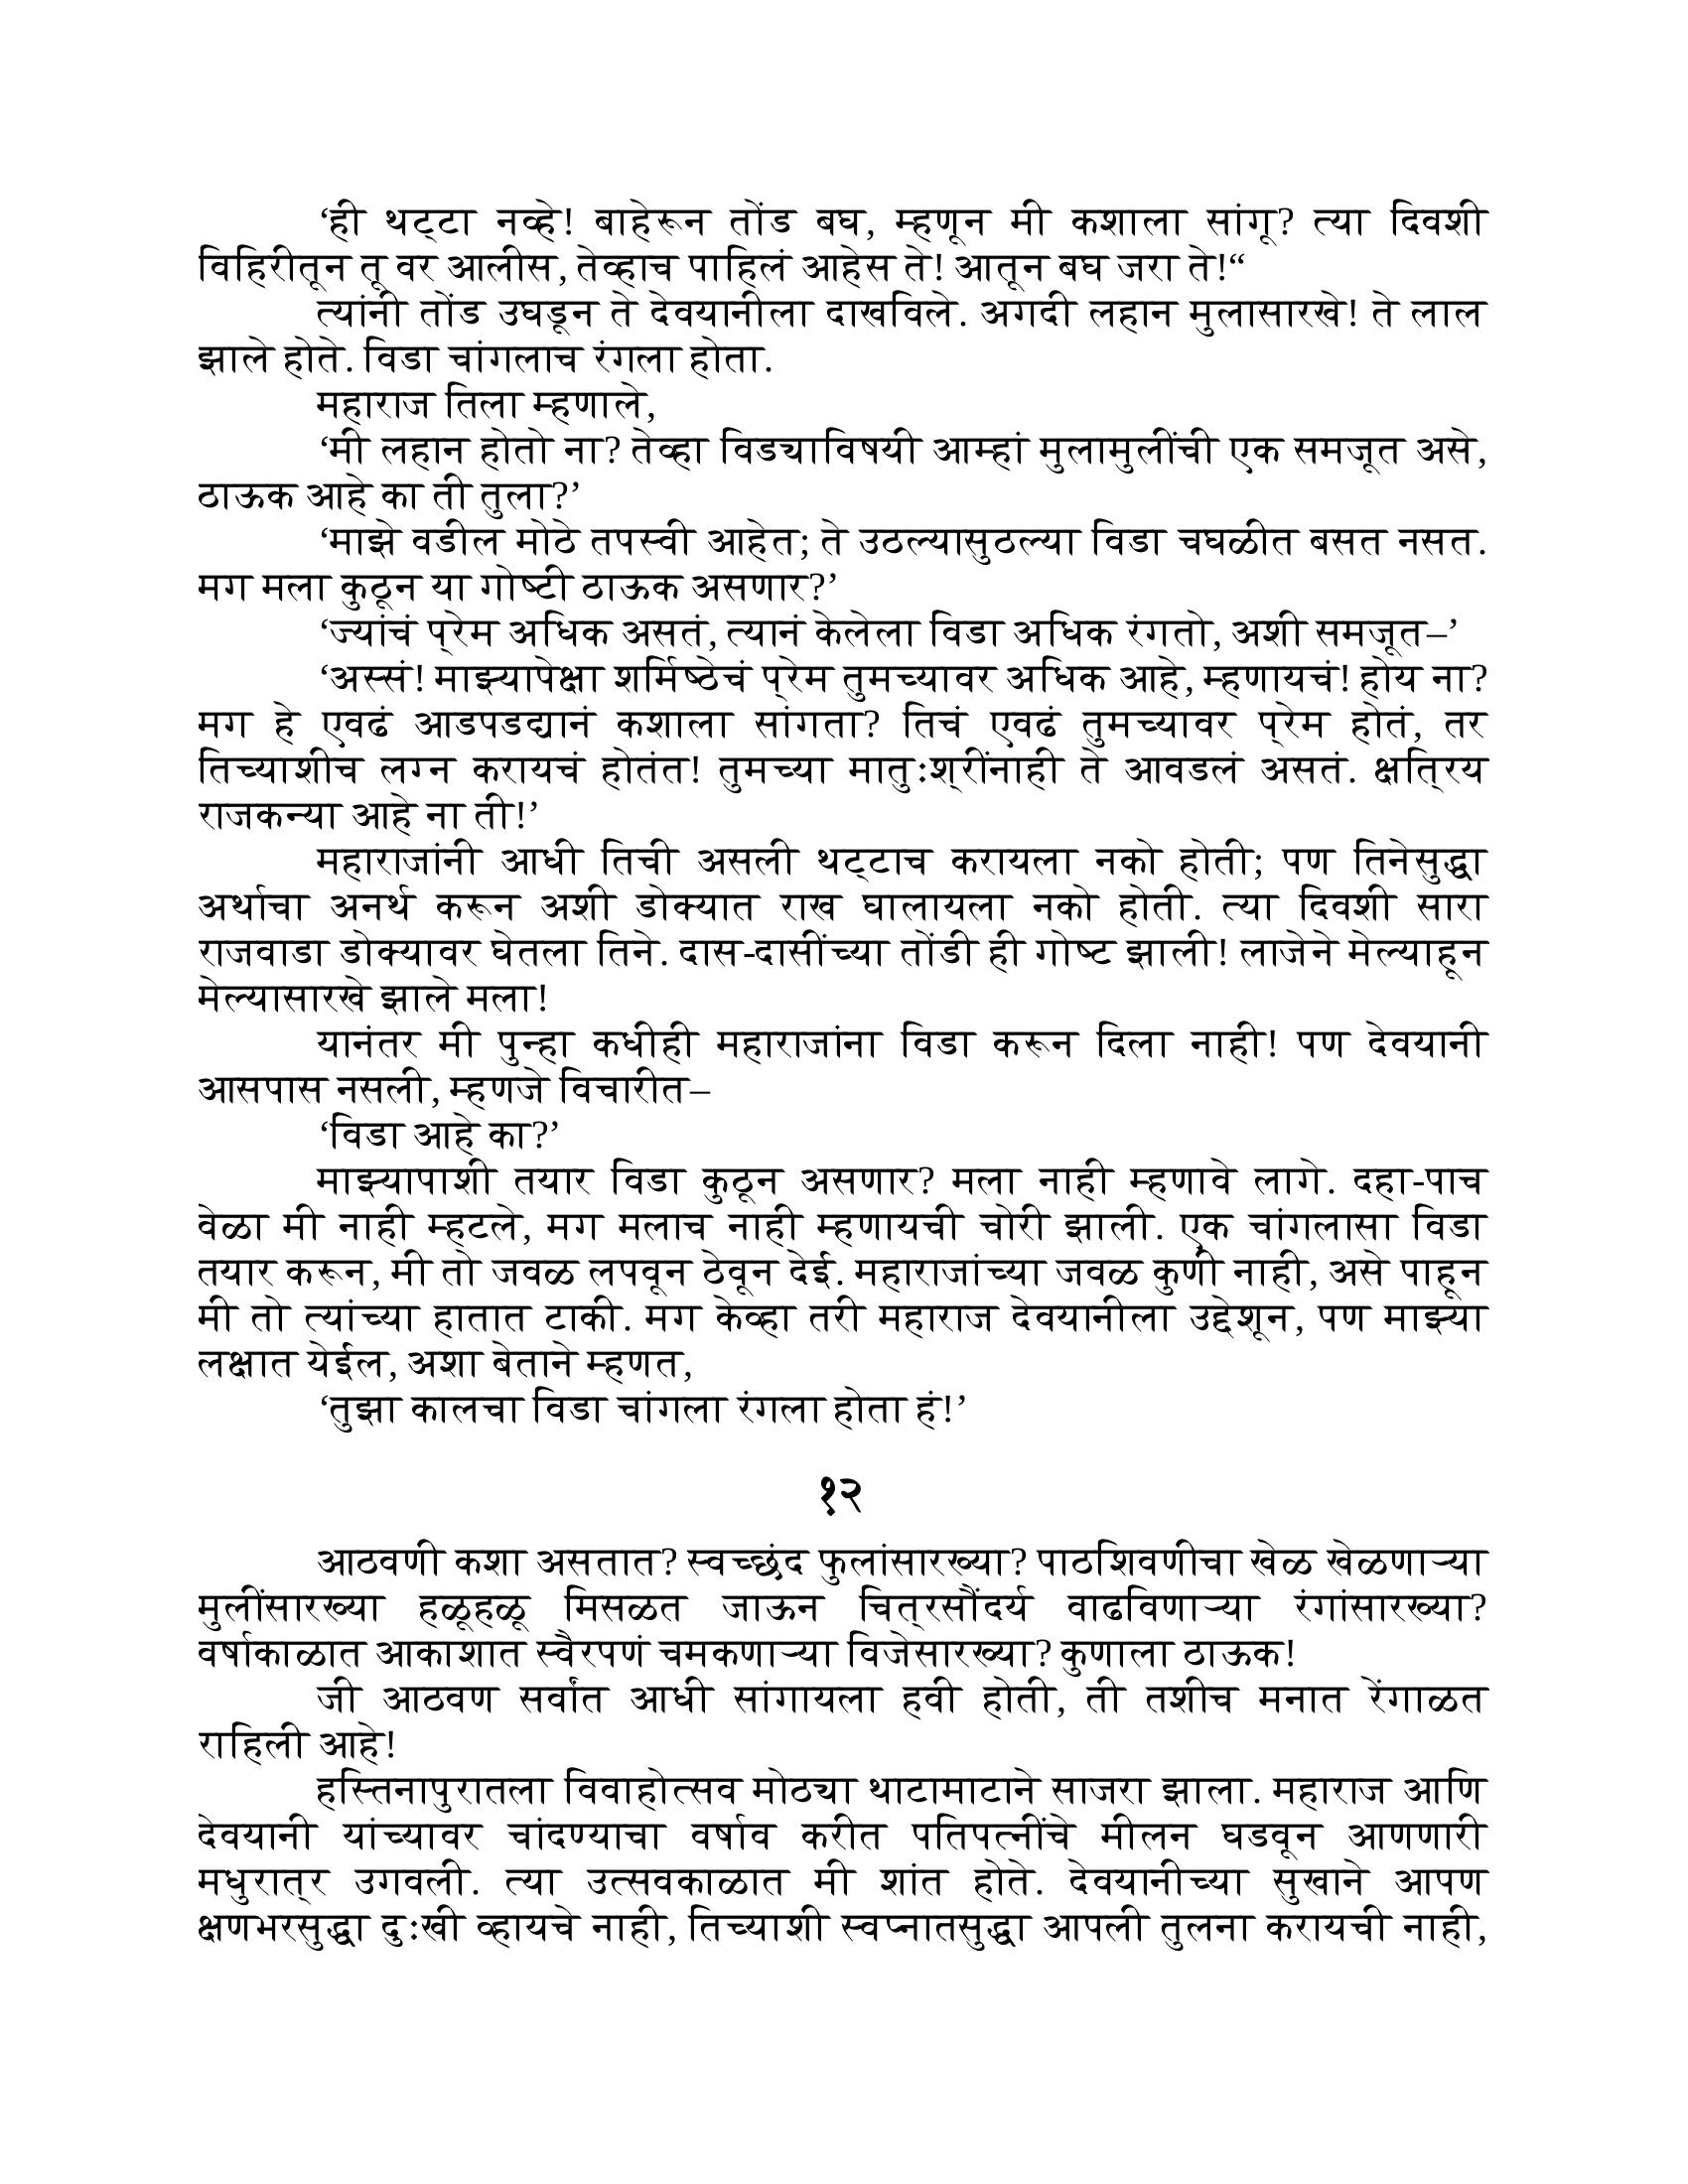 ‘ही थट्‌टा नव्हे! बाहेरून तोंड बघ, म्हणून मी कशाला सांगू? त्या दिवशी
विहिरीतून तू वर आलीस, तेव्हाच पाहिलं आहेस ते! आतून बघ जरा ते!“
त्यांनी तोंड उघडून ते देवयानीला दाखविले. अगदी लहान मुलासारखे! ते लाल
झाले होते. विडा चांगलाच रंगला होता.
महाराज तिला म्हणाले,
‘मी लहान होतो ना? तेव्हा विड्याविषयी आम्हां मुलामुलींची एक समजूत असे,
ठाऊक आहे का ती तुला?’
‘माझे वडील मोठे तपस्वी आहेत; ते उठल्यासुठल्या विडा चघळीत बसत नसत.
मग मला कुठून या गोष्टी ठाऊक असणार?’
‘ज्यांचं प्‌रेम अधिक असतं, त्यानं केलेला विडा अधिक रंगतो, अशी समजूत–’
‘अस्सं! माझ्यापेक्षा शर्मिष्ठेचं प्‌रेम तुमच्यावर अधिक आहे, म्हणायचं! होय ना?
मग हे एवढं आडपडद्यानं कशाला सांगता? तिचं एवढं तुमच्यावर प्‌रेम होतं, तर
तिच्याशीच लग्न करायचं होतंत! तुमच्या मातुःश्‌रींनाही ते आवडलं असतं. क्षत्‌रिय
राजकन्या आहे ना ती!’
महाराजांनी आधी तिची असली थट्‌टाच करायला नको होती; पण तिनेसुद्धा
अर्थाचा अनर्थ करून अशी डोक्यात राख घालायला नको होती. त्या दिवशी सारा
राजवाडा डोक्यावर घेतला तिने. दास-दासींच्या तोंडी ही गोष्ट झाली! लाजेने मेल्याहून
मेल्यासारखे झाले मला!
यानंतर मी पुन्हा कधीही महाराजांना विडा करून दिला नाही! पण देवयानी
आसपास नसली, म्हणजे विचारीत–
‘विडा आहे का?’
माझ्यापाशी तयार विडा कुठून असणार? मला नाही म्हणावे लागे. दहा-पाच
वेळा मी नाही म्हटले, मग मलाच नाही म्हणायची चोरी झाली. एक चांगलासा विडा
तयार करून, मी तो जवळ लपवून ठेवून देई. महाराजांच्या जवळ कुणी नाही, असे पाहून
मी तो त्यांच्या हातात टाकी. मग केव्हा तरी महाराज देवयानीला उद्देशून, पण माझ्या
लक्षात येईल, अशा बेताने म्हणत,
‘तुझा कालचा विडा चांगला रंगला होता हं!’
१२
आठवणी कशा असतात? स्वच्छंद फुलांसारख्या? पाठशिवणीचा खेळ खेळणाऱ्या
मुलींसारख्या हळूहळू मिसळत जाऊन चित्‌रसौंदर्य वाढविणाऱ्या रंगांसारख्या?
वर्षाकाळात आकाशात स्वैरपणं चमकणाऱ्या विजेसारख्या? कुणाला ठाऊक!
जी आठवण सर्वांत आधी सांगायला हवी होती, ती तशीच मनात रेंगाळत
राहिली आहे!
हस्तिनापुरातला विवाहोत्सव मोठ्या थाटामाटाने साजरा झाला. महाराज आणि
देवयानी यांच्यावर चांदण्याचा वर्षाव करीत पतिपत्नींचे मीलन घडवून आणणारी
मधुरात्‌र उगवली. त्या उत्सवकाळात मी शांत होते. देवयानीच्या सुखाने आपण
क्षणभरसुद्धा दुःखी व्हायचे नाही, तिच्याशी स्वप्नातसुद्धा आपली तुलना करायची नाही,